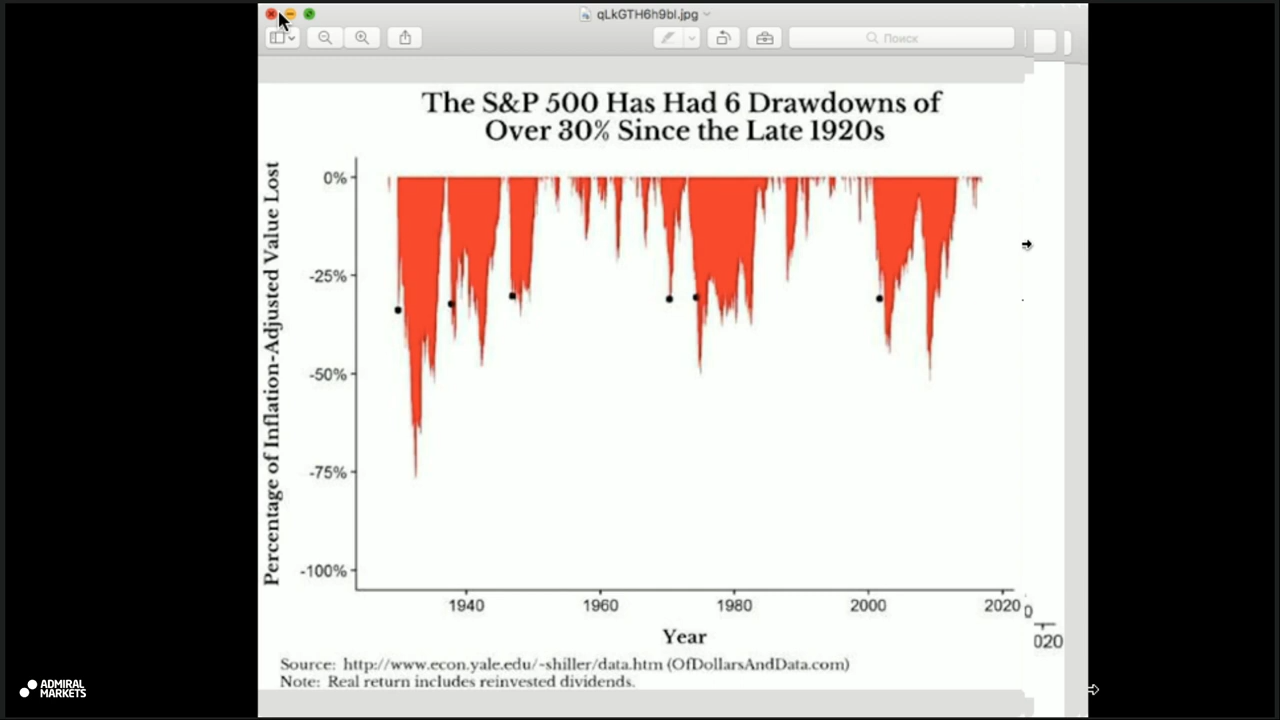 qLkGTH6h9bl.jpg
Поиск
The S&P 500 Has Had 6 Drawdowns of
Over 30% Since the Late 1920s
Percentage of Inflation-Adjusted Value Lost
0%
-25%
-50%
-75%
-100%
1940 1960 1980 2000 2020
0
020
Year
Source: http://www.econ.yale.edu/~shiller/data.htm (OfDollarsAndData.com)
Note: Real return includes reinvested dividends.
ADMIRAL
MARKETS